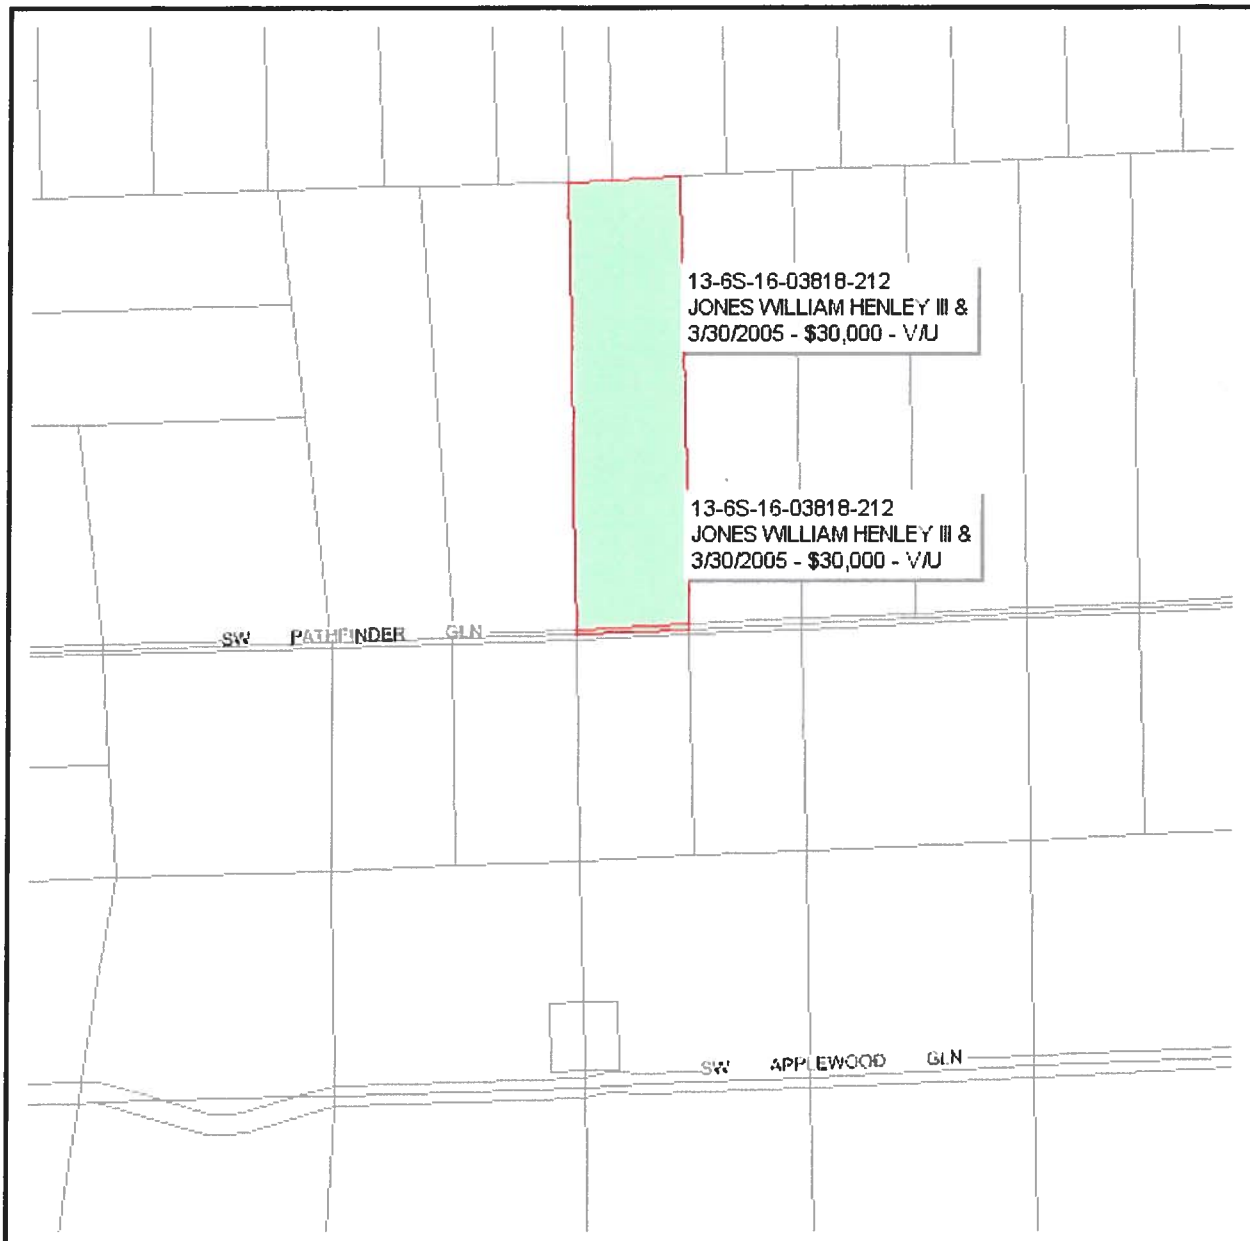 13-6S-16-03818-212
JONES WILLIAM HENLEY III &
3/30/2005 - $30,000 - V/U
13-6S-16-03818-212
JONES WILLIAM HENLEY III &
3/30/2005 - $30,000 - V/U
SW PATHFINDER GLN
SW APPLEWOOD GLN